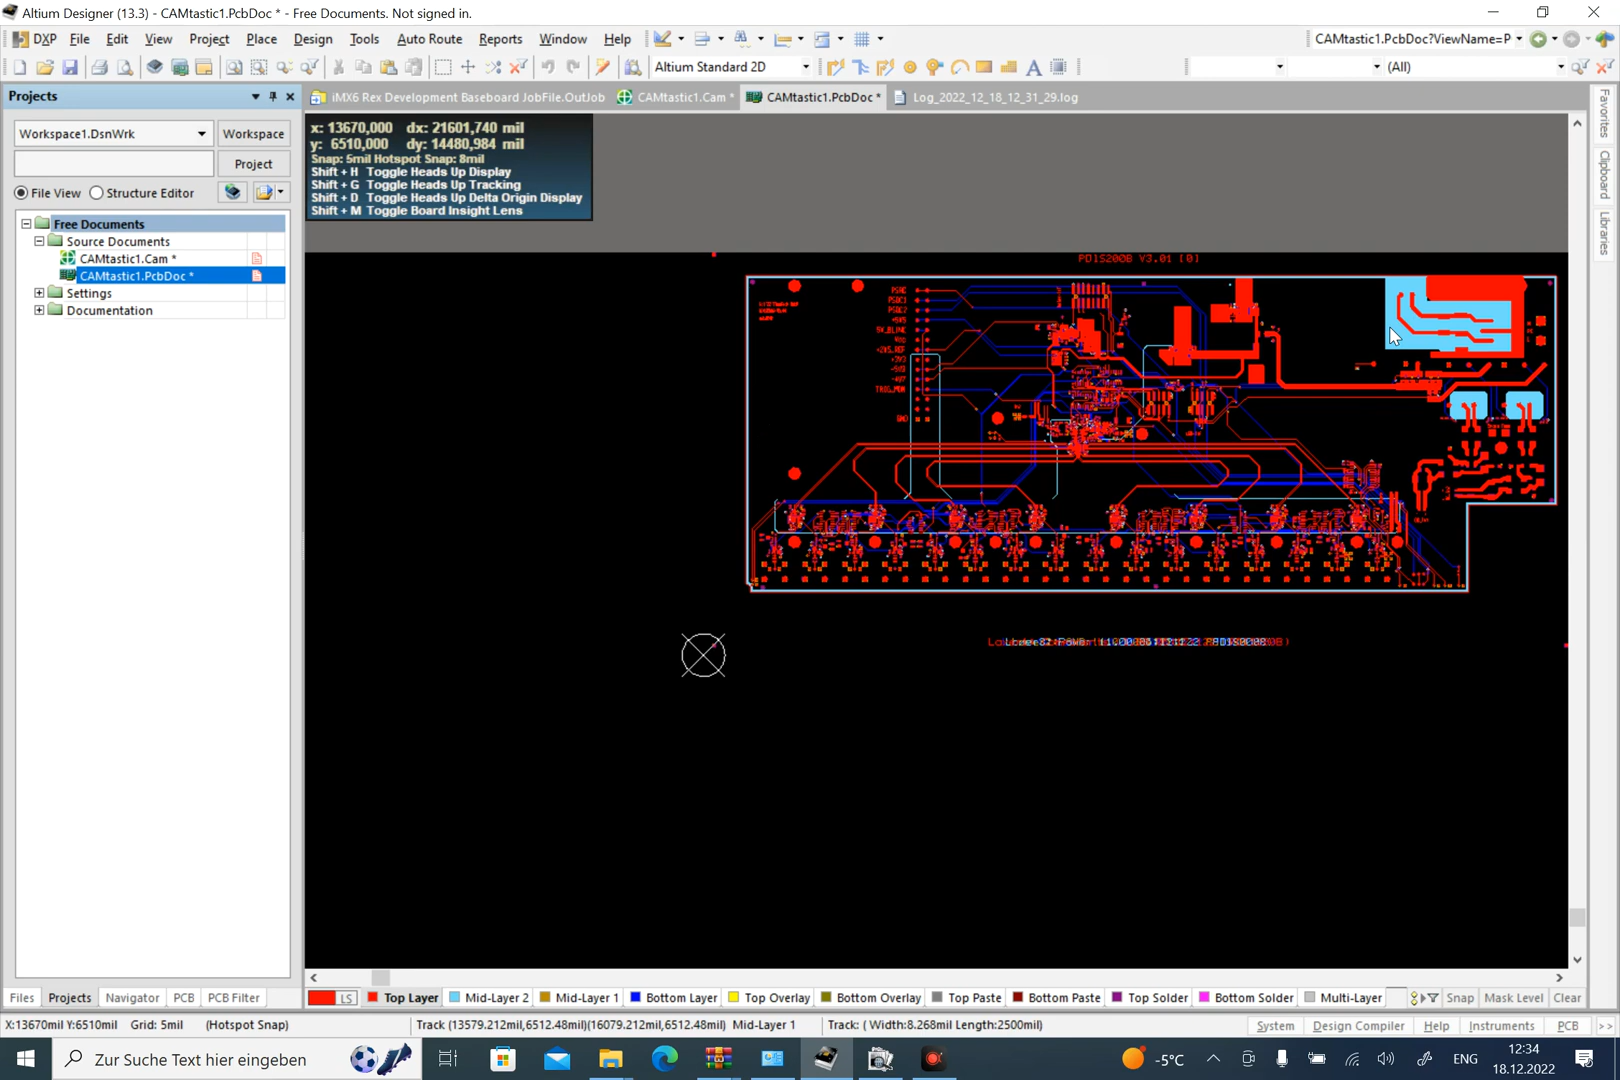 Altium Designer (13.3) - CAMtastic1.PcbDoc * - Free Documents. Not signed in.
DXP File Edit View Project Place Design Tools Auto Route Reports Window Help
CAMtastic1.PcbDoc?ViewName=P
Altium Standard 2D
(All)
Projects
iMX6 Rex Development Baseboard JobFile.OutJob
CAMtastic1.Cam *
CAMtastic1.PcbDoc *
Log_2022_12_18_12_31_29.log
Workspace1.DsnWrk
Workspace
Project
File View
Structure Editor
Free Documents
Source Documents
CAMtastic1.Cam *
CAMtastic1.PcbDoc *
Settings
Documentation
x: 13670,000 dx: 21601,740 mil
y: 6510,000 dy: 14480,984 mil
Snap: 5mil Hotspot Snap: 8mil
Shift + H Toggle Heads Up Display
Shift + G Toggle Heads Up Tracking
Shift + D Toggle Heads Up Delta Origin Display
Shift + M Toggle Board Insight Lens
PDIS200B V3.01 [0]
5V_BLIND
Vpp
+2V5_REF
+3V3
GND
Favorites
Clipboard
Libraries
Files Projects Navigator PCB PCB Filter
LS Top Layer Mid-Layer 2 Mid-Layer 1 Bottom Layer Top Overlay Bottom Overlay Top Paste Bottom Paste Top Solder Bottom Solder Multi-Layer Snap Mask Level Clear
X:13670mil Y:6510mil Grid: 5mil (Hotspot Snap) Track (13579.212mil,6512.48mil)(16079.212mil,6512.48mil) Mid-Layer 1 Track: ( Width:8.268mil Length:2500mil) System Design Compiler Help Instruments PCB >>
Zur Suche Text hier eingeben
-5°C
ENG
12:34
18.12.2022